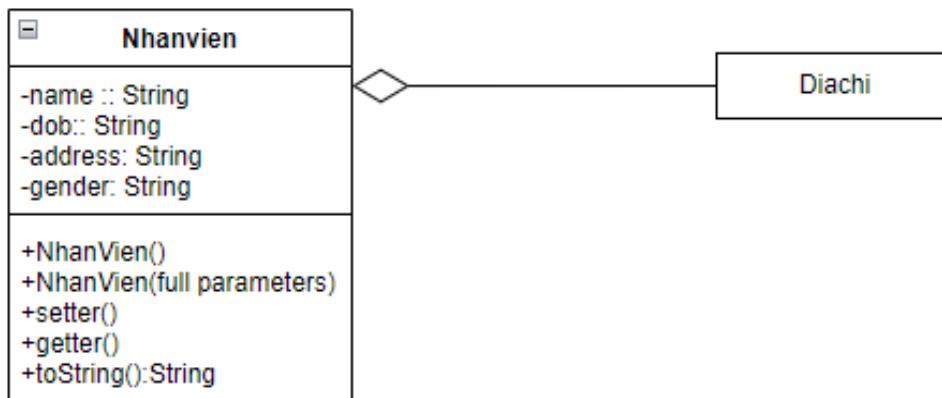 Nhanvien
-name :: String
-dob:: String
-address: String
-gender: String
+NhanVien()
+NhanVien(full parameters)
+setter()
+getter()
+toString():String
Diachi